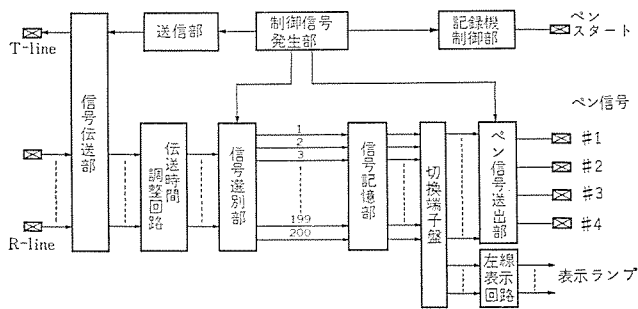 T-line
送信部
制御信号
発生部
記録機
制御部
ペン
スタート
信号伝送部
伝送時間
調整回路
信号選別部
1
2
3
199
200
信号記憶部
切換端子盤
ペン信号送出部
ペン信号
#1
#2
#3
#4
R-line
左線
表示
回路
表示ランプ